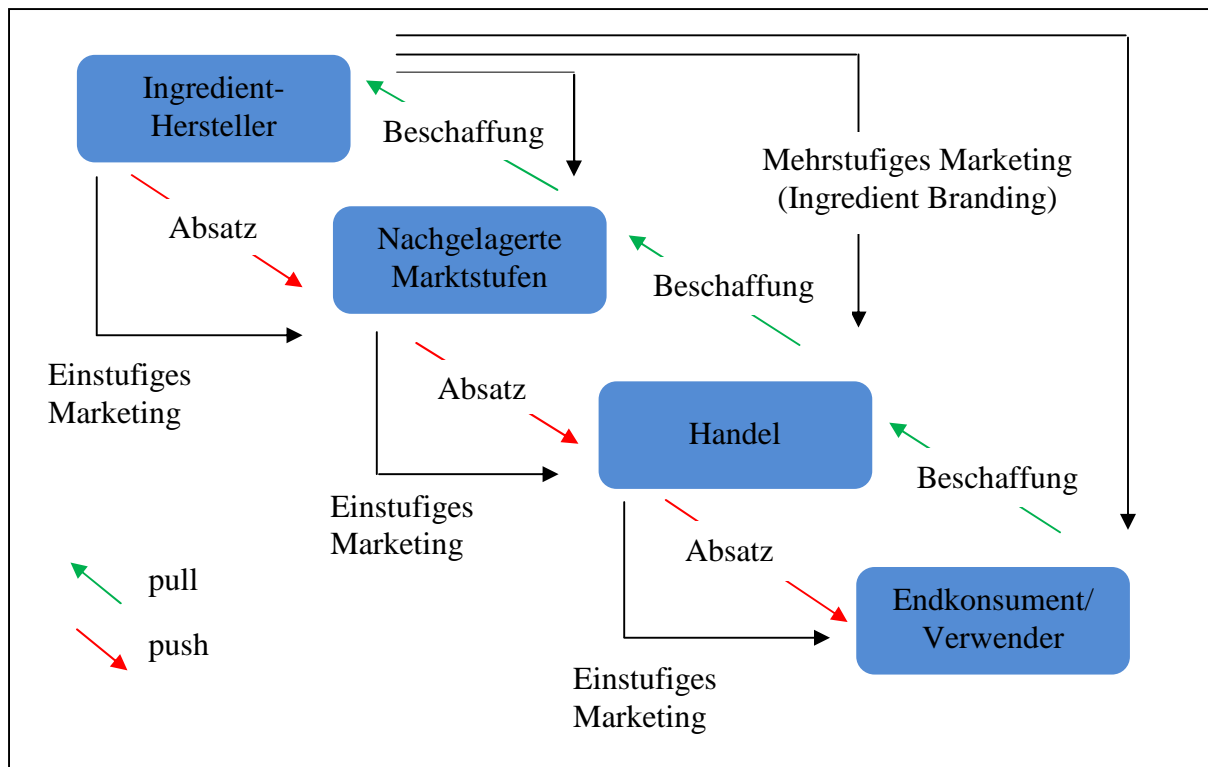 Ingredient-
Hersteller
Beschaffung
Mehrstufiges Marketing
(Ingredient Branding)
Absatz
Nachgelagerte
Marktstufen
Beschaffung
Einstufiges
Marketing
Absatz
Handel
Beschaffung
Einstufiges
Marketing
Absatz
pull
push
Endkonsument/
Verwender
Einstufiges
Marketing